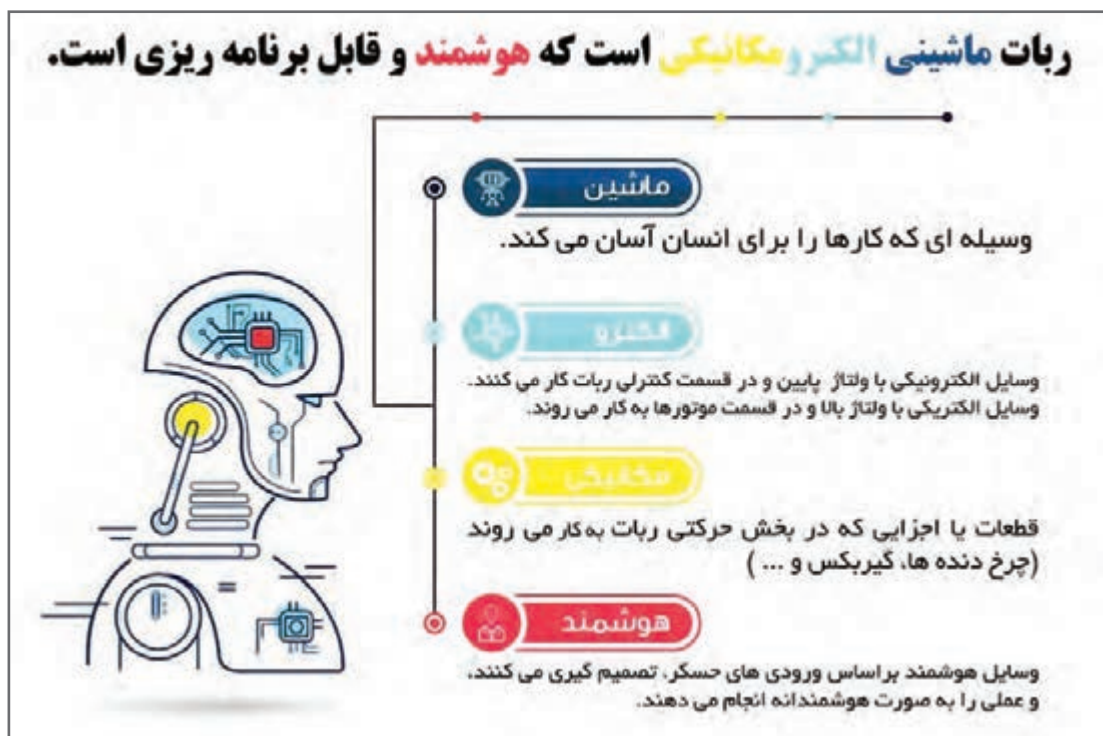 ربات ماشینی الکترومکانیکی است که هوشمند و قابل برنامه ریزی است.
ماشین
وسیله ای که کارها را برای انسان آسان می کند.
الکترو
وسایل الکترونیکی با ولتاژ پایین و در قسمت کنترلی ربات کار می کنند.
وسایل الکتریکی با ولتاژ بالا و در قسمت موتورها به کار می روند.
مکانیکی
قطعات یا اجزایی که در بخش حرکتی ربات به کار می روند
(چرخ دنده ها، گیربکس و ... )
هوشمند
وسایل هوشمند براساس ورودی های حسگر، تصمیم گیری می کنند،
و عملی را به صورت هوشمندانه انجام می دهند.